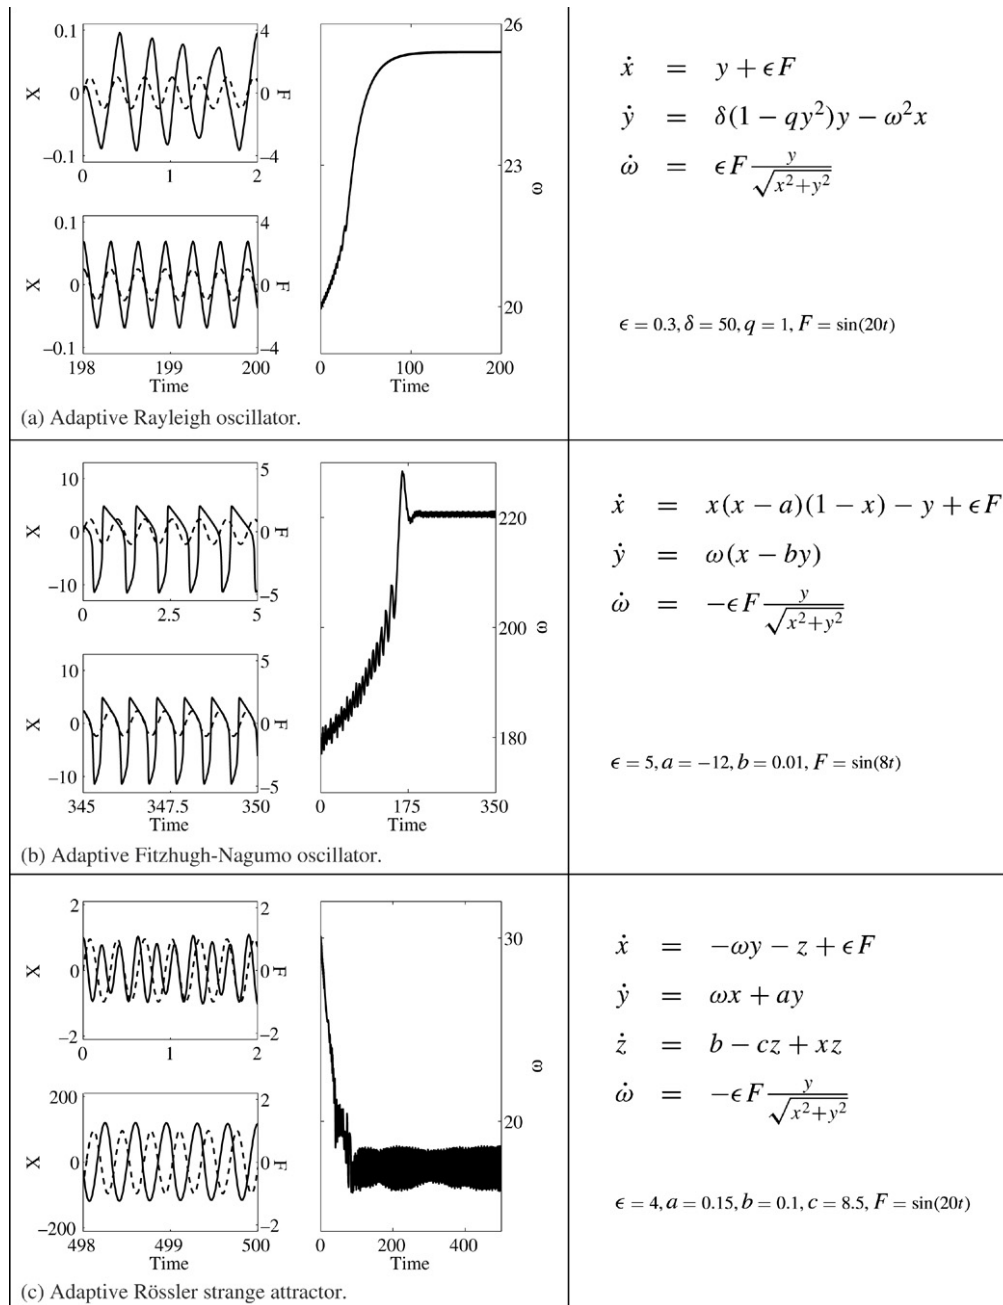 0.1
0
−0.1
X
4
0
−4
F
0 1 2
0.1
0
−0.1
X
4
0
−4
F
198 199 200
Time
26
23
20
ω
0 100 200
Time
(a) Adaptive Rayleigh oscillator.
ẋ = y + ϵF
ẏ = δ(1 − qy²)y − ω²x
ω̇ = ϵF y/√(x²+y²)
ϵ = 0.3, δ = 50, q = 1, F = sin(20t)
10
0
−10
X
5
0
−5
F
0 2.5 5
10
0
−10
X
5
0
−5
F
345 347.5 350
Time
220
200
180
ω
0 175 350
Time
(b) Adaptive Fitzhugh-Nagumo oscillator.
ẋ = x(x − a)(1 − x) − y + ϵF
ẏ = ω(x − by)
ω̇ = −ϵF y/√(x²+y²)
ϵ = 5, a = −12, b = 0.01, F = sin(8t)
2
0
−2
X
2
0
−2
F
0 1 2
200
0
−200
X
2
0
−2
F
498 499 500
Time
30
20
ω
0 200 400
Time
(c) Adaptive Rössler strange attractor.
ẋ = −ωy − z + ϵF
ẏ = ωx + ay
ż = b − cz + xz
ω̇ = −ϵF y/√(x²+y²)
ϵ = 4, a = 0.15, b = 0.1, c = 8.5, F = sin(20t)